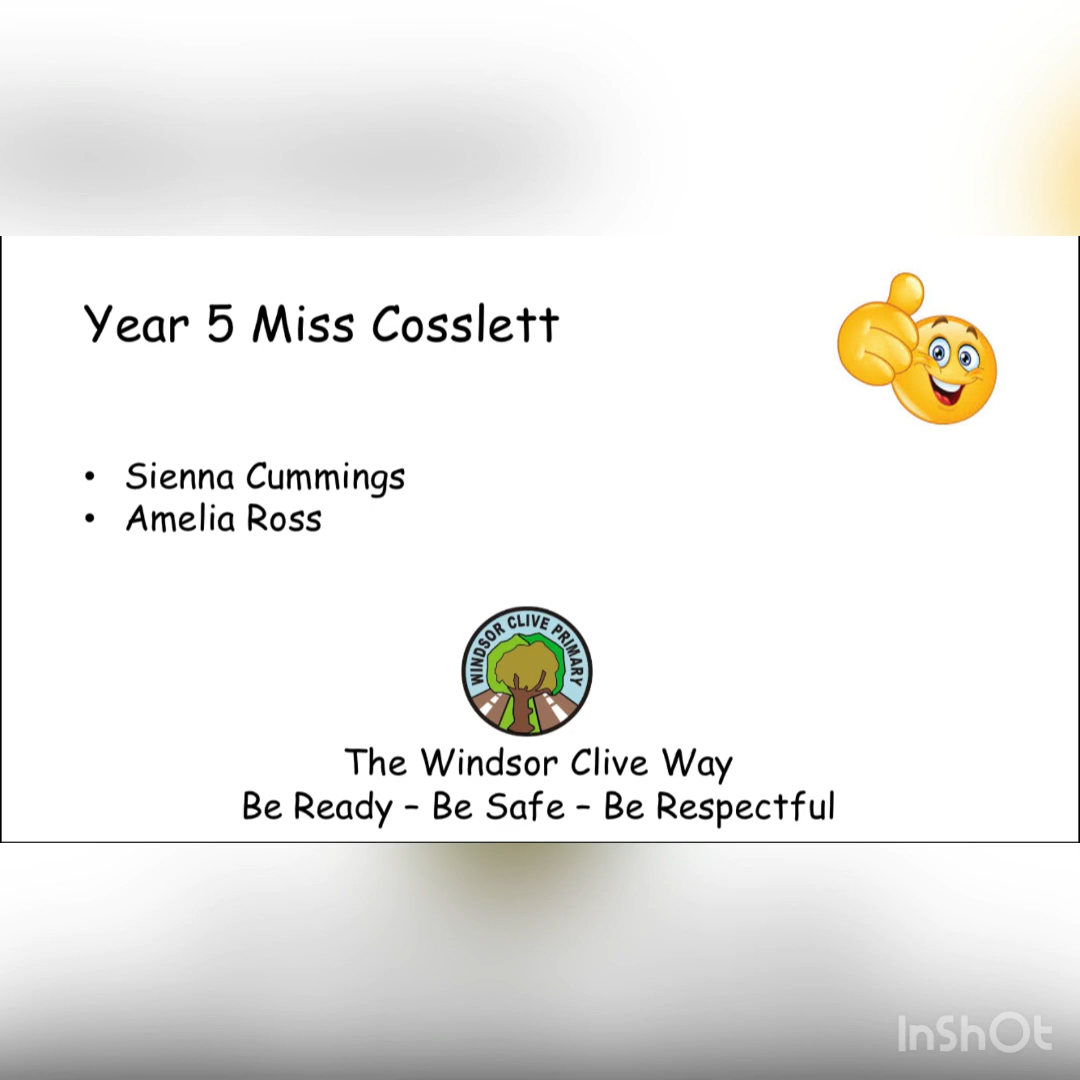 Year 5 Miss Cosslett
• Sienna Cummings
• Amelia Ross
WINDSOR CLIVE PRIMARY
The Windsor Clive Way
Be Ready – Be Safe – Be Respectful
InShOt